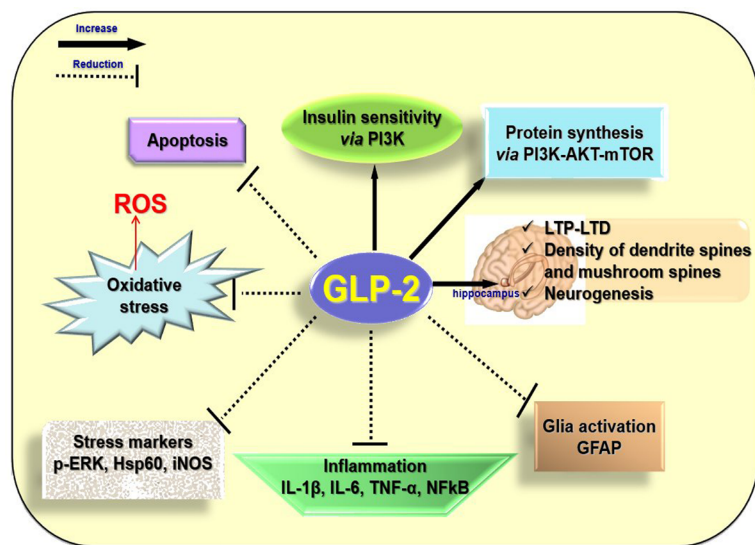 Increase
Reduction
Apoptosis
Insulin sensitivity
via PI3K
Protein synthesis
via PI3K-AKT-mTOR
ROS
Oxidative
stress
GLP-2
hippocampus
✓ LTP-LTD
✓ Density of dendrite spines
and mushroom spines
✓ Neurogenesis
Stress markers
p-ERK, Hsp60, iNOS
Inflammation
IL-1β, IL-6, TNF-α, NFkB
Glia activation
GFAP